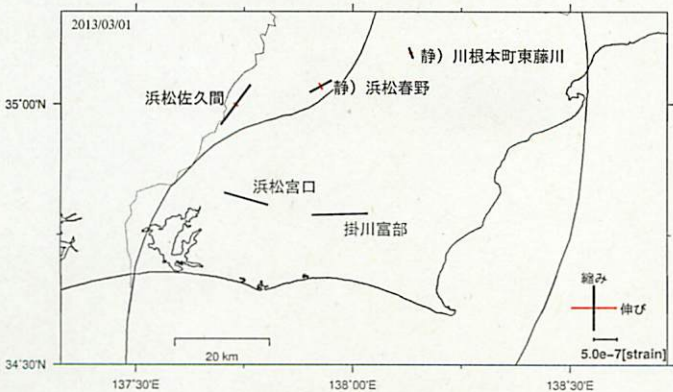 2013/03/01
静）川根本町東藤川
浜松佐久間
静）浜松春野
35°00'N
浜松宮口
掛川富部
縮み
伸び
5.0e-7[strain]
20 km
34°30'N
137°30'E
138°00'E
138°30'E